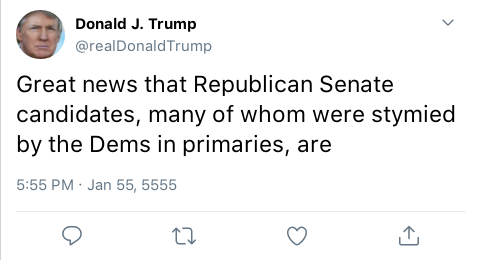 Donald J. Trump
@realDonaldTrump
Great news that Republican Senate
candidates, many of whom were stymied
by the Dems in primaries, are
5:55 PM · Jan 55, 5555